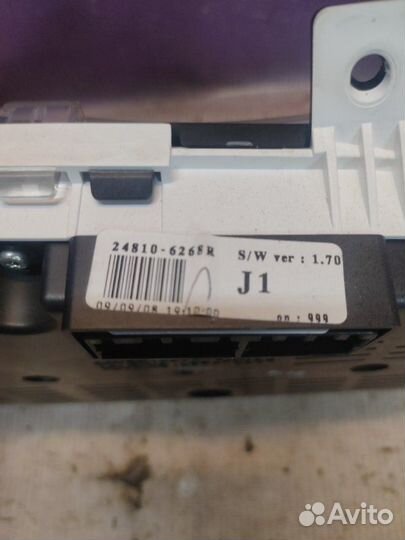 24810-6268R S/W ver : 1.70
J1
09/09/08 19:10:00 on : 999
Avito